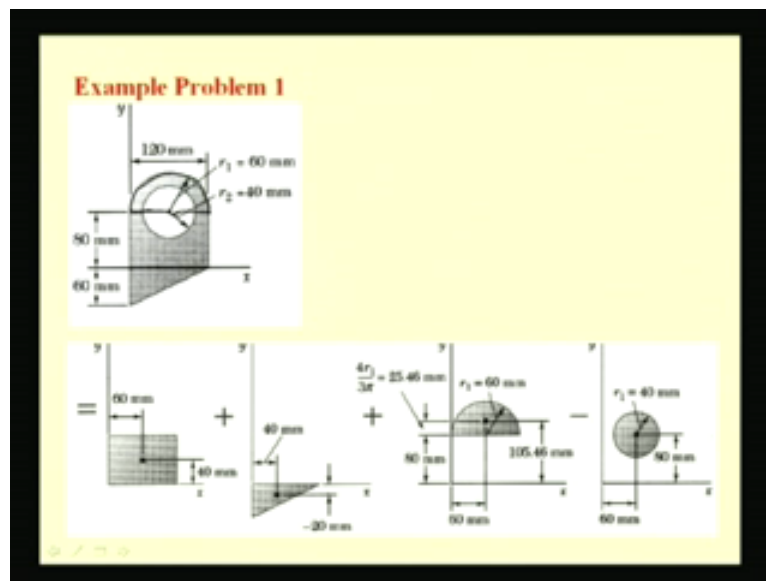 Example Problem 1
y
120 mm
r₁ = 60 mm
r₂ = 40 mm
80 mm
60 mm
x
y
60 mm
40 mm
x
=
+
y
40 mm
-20 mm
x
+
y
4r₁/3π = 25.46 mm
r₁ = 60 mm
80 mm
105.46 mm
60 mm
x
−
y
r₁ = 40 mm
80 mm
60 mm
x